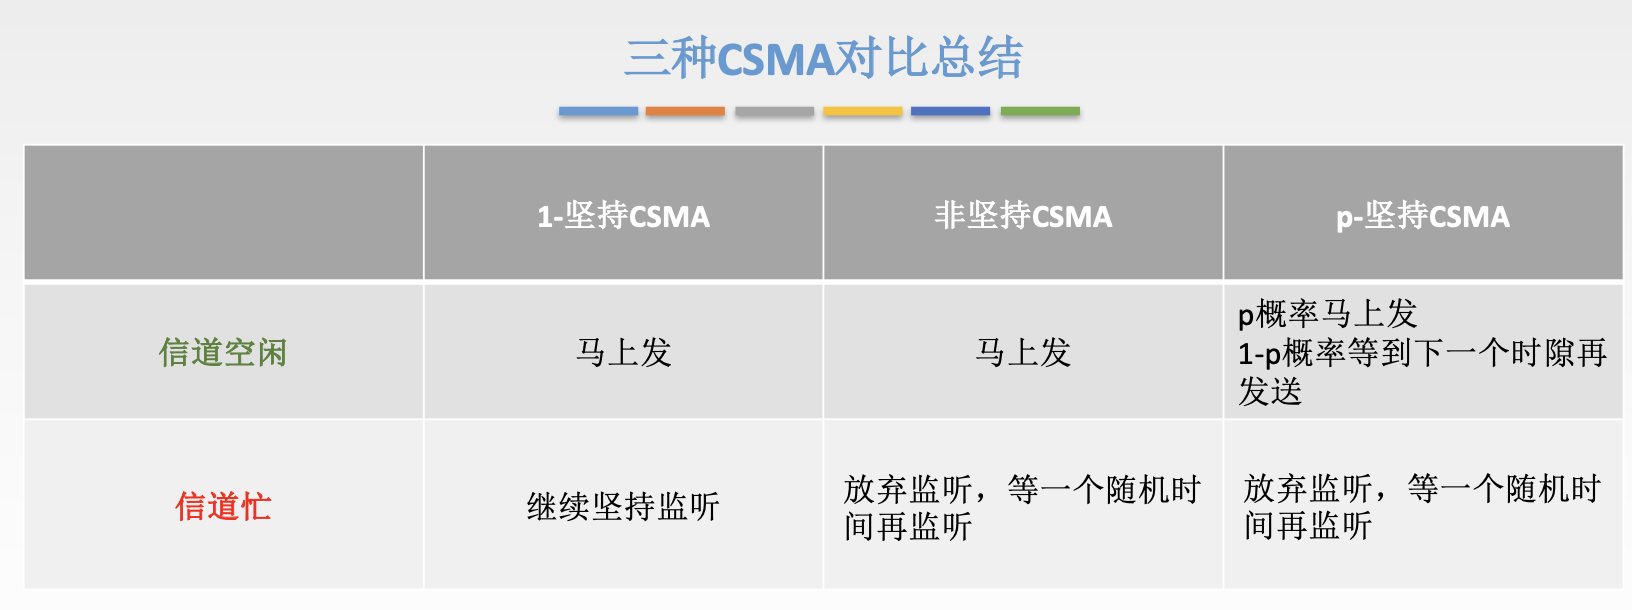 三种CSMA对比总结
1-坚持CSMA
非坚持CSMA
p-坚持CSMA
信道空闲
马上发
马上发
p概率马上发
1-p概率等到下一个时隙再
发送
信道忙
继续坚持监听
放弃监听，等一个随机时
间再监听
放弃监听，等一个随机时
间再监听